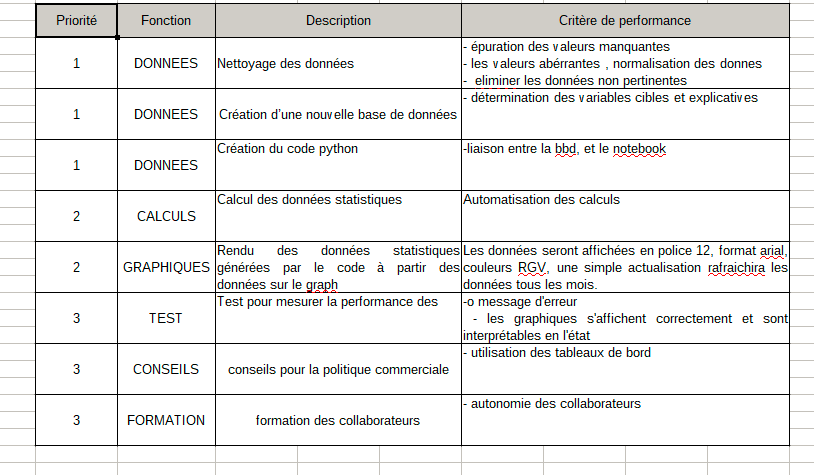 Priorité Fonction Description Critère de performance
- épuration des valeurs manquantes
1 DONNEES Nettoyage des données - les valeurs abérrantes , normalisation des donnes
- eliminer les données non pertinentes
- détermination des variables cibles et explicatives
1 DONNEES Création d'une nouvelle base de données
Création du code python -liaison entre la bbd, et le notebook
1 DONNEES
Calcul des données statistiques Automatisation des calculs
2 CALCULS
Rendu des données statistiques Les données seront affichées en police 12, format arial,
2 GRAPHIQUES générées par le code à partir des couleurs RGV, une simple actualisation rafraichira les
données sur le graph données tous les mois.
Test pour mesurer la performance des -o message d'erreur
3 TEST - les graphiques s'affichent correctement et sont
interprétables en l'état
- utilisation des tableaux de bord
3 CONSEILS conseils pour la politique commerciale
- autonomie des collaborateurs
3 FORMATION formation des collaborateurs